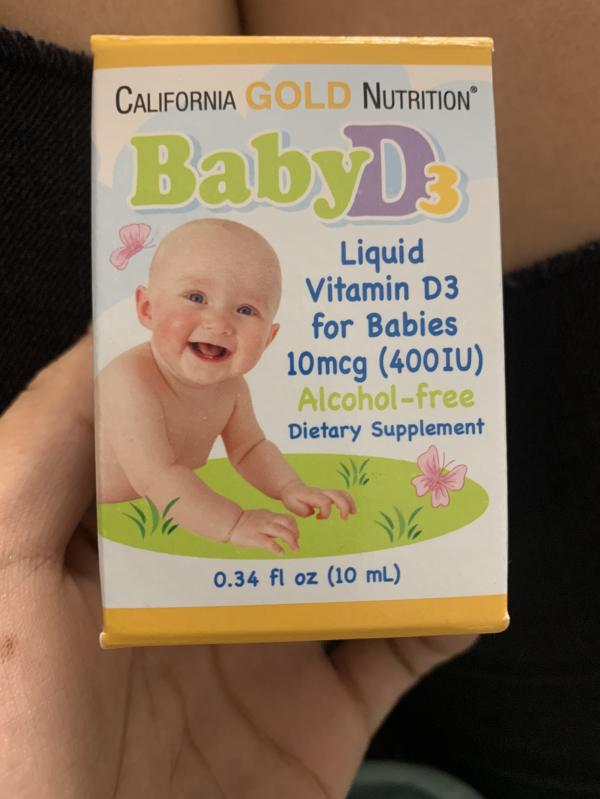 CALIFORNIA GOLD NUTRITION®
BabyD3
Liquid
Vitamin D3
for Babies
10mcg (400IU)
Alcohol-free
Dietary Supplement
0.34 fl oz (10 mL)